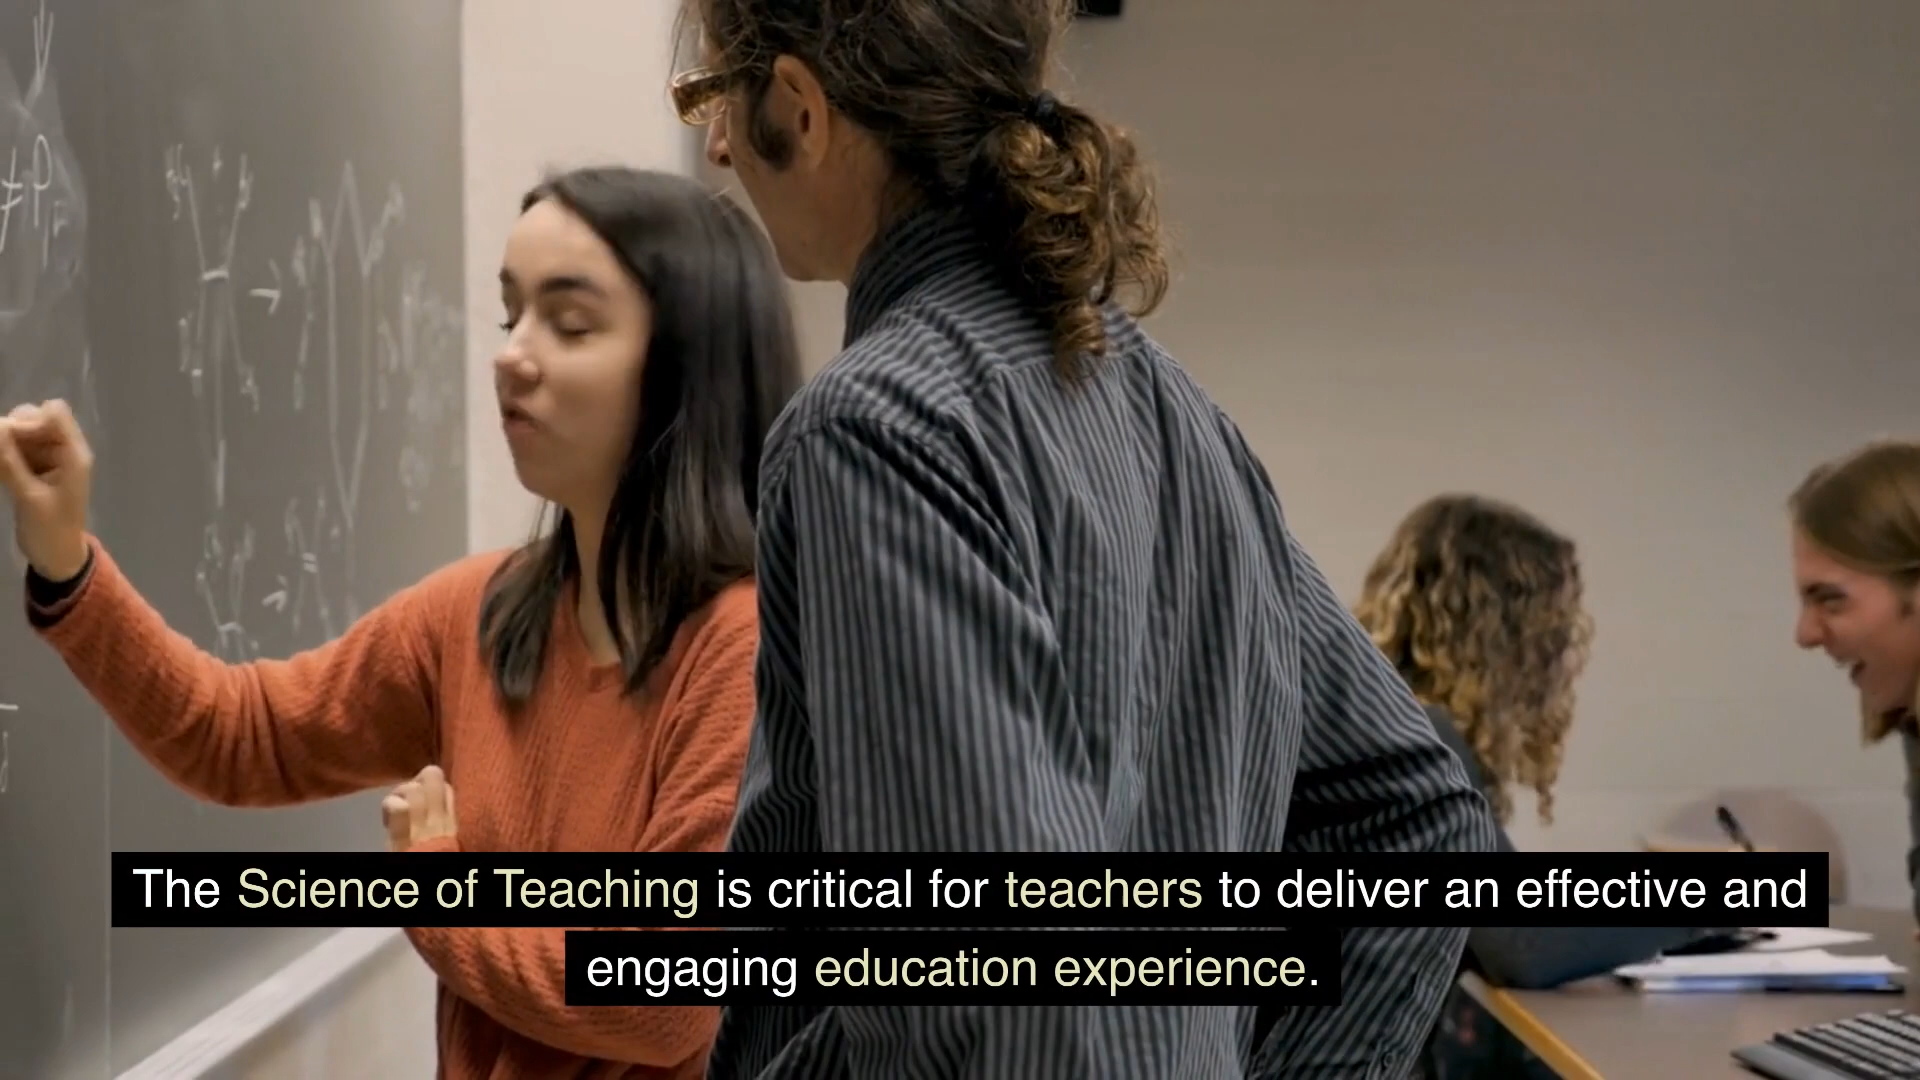 The Science of Teaching is critical for teachers to deliver an effective and
engaging education experience.